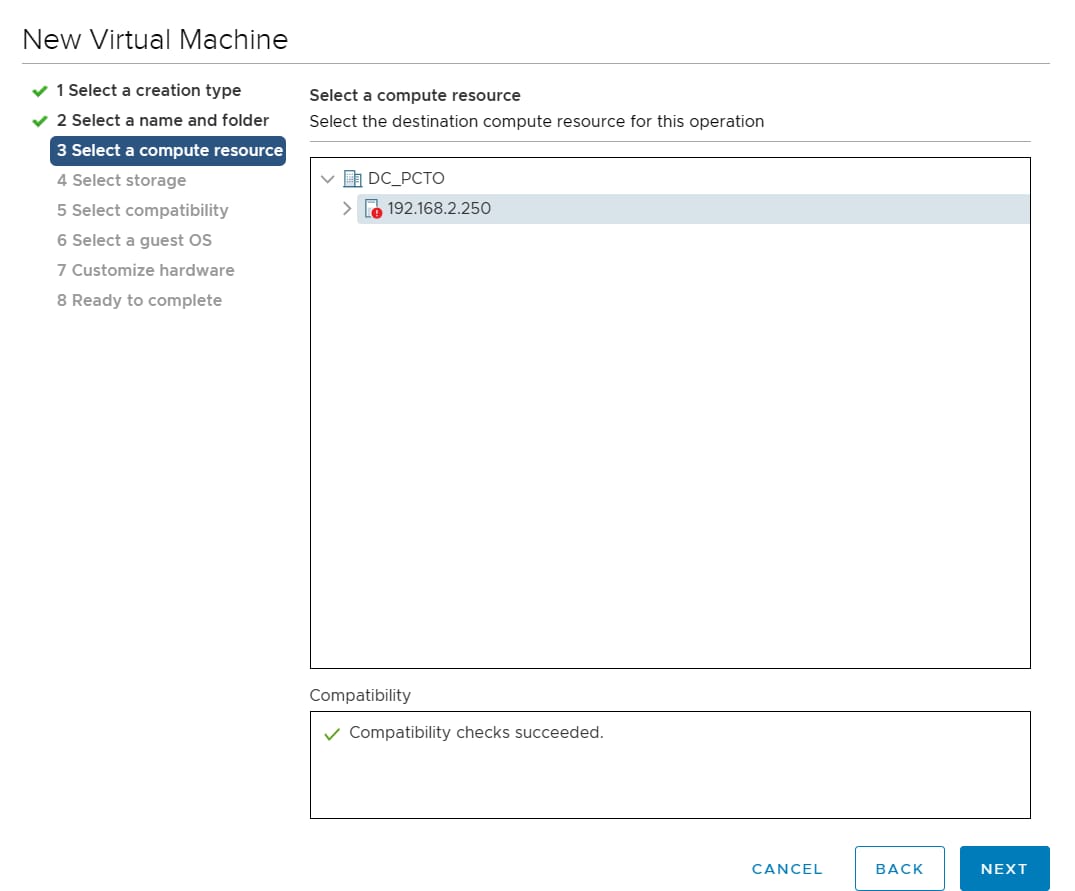 New Virtual Machine
1 Select a creation type
2 Select a name and folder
3 Select a compute resource
4 Select storage
5 Select compatibility
6 Select a guest OS
7 Customize hardware
8 Ready to complete
Select a compute resource
Select the destination compute resource for this operation
DC_PCTO
192.168.2.250
Compatibility
Compatibility checks succeeded.
CANCEL
BACK
NEXT